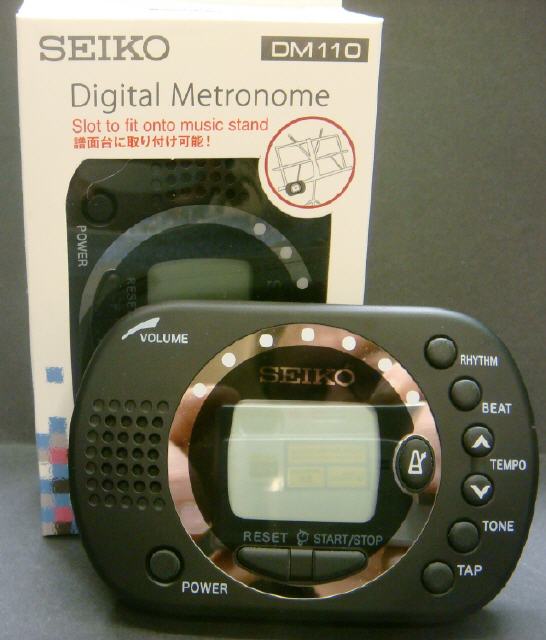 SEIKO
DM110
Digital Metronome
Slot to fit onto music stand
譜面台に取り付け可能!
POWER
VOLUME
SEIKO
RHYTHM
BEAT
TEMPO
TONE
TAP
RESET START/STOP
POWER